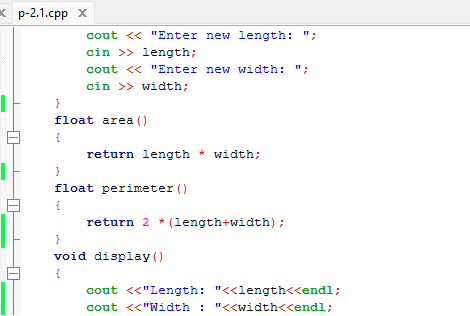 p-2.1.cpp
cout << "Enter new length: ";
cin >> length;
cout << "Enter new width: ";
cin >> width;
}
float area()
{
return length * width;
}
float perimeter()
{
return 2 *(length+width);
}
void display()
{
cout <<"Length: "<<length<<endl;
cout <<"Width : "<<width<<endl;